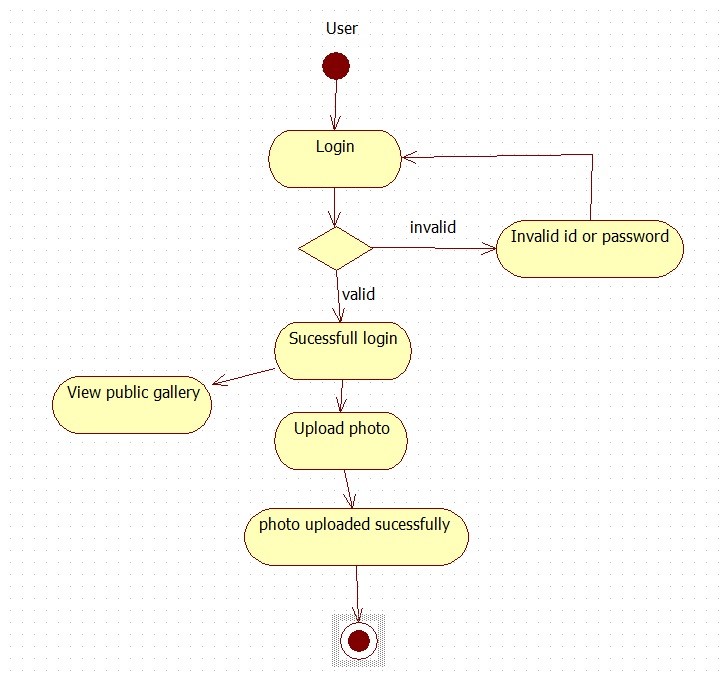 User
Login
invalid
Invalid id or password
valid
Sucessfull login
View public gallery
Upload photo
photo uploaded sucessfully